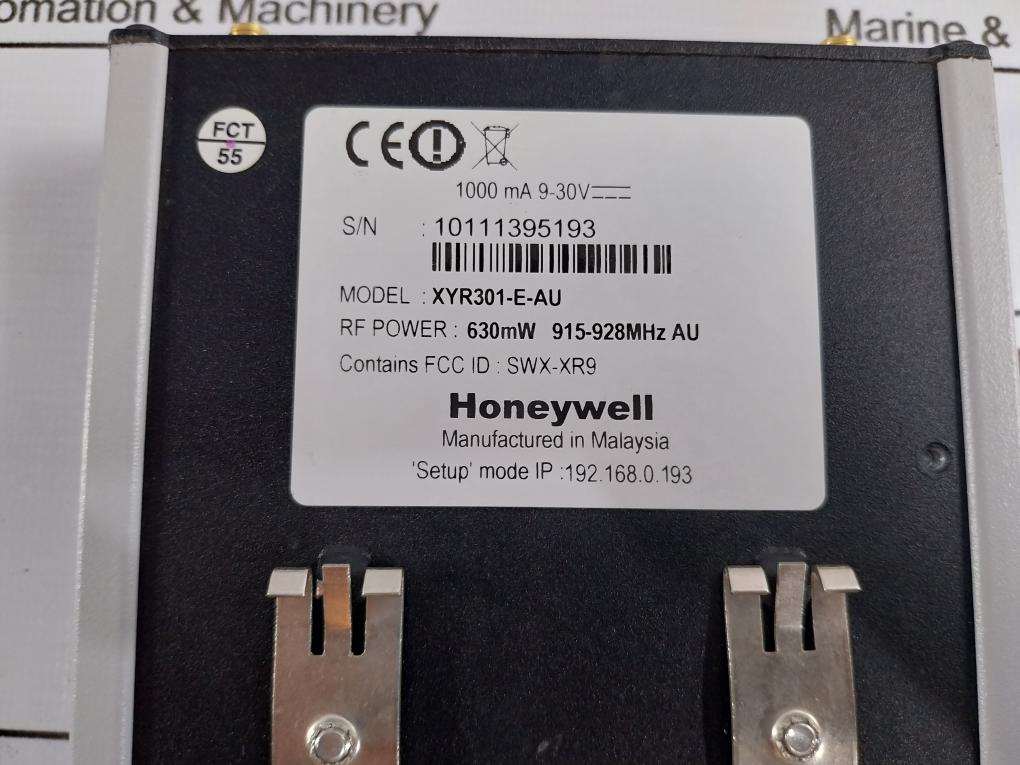 omation & Machinery
Marine &
FCT
55
CE
1000 mA 9-30V
S/N : 10111395193
MODEL : XYR301-E-AU
RF POWER : 630mW 915-928MHz AU
Contains FCC ID : SWX-XR9
Honeywell
Manufactured in Malaysia
'Setup' mode IP :192.168.0.193